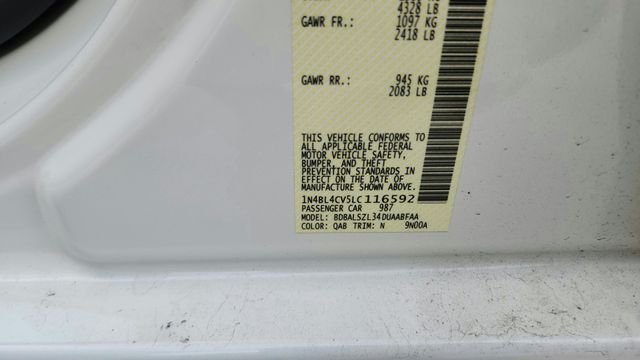 4328 LB
GAWR FR.: 1097 KG
2418 LB
GAWR RR.: 945 KG
2083 LB
THIS VEHICLE CONFORMS TO
ALL APPLICABLE FEDERAL
MOTOR VEHICLE SAFETY,
BUMPER, AND THEFT
PREVENTION STANDARDS IN
EFFECT ON THE DATE OF
MANUFACTURE SHOWN ABOVE.
1N4BL4CV5LC116592
PASSENGER CAR 987
MODEL: BDBALSZL34DUAABFAA
COLOR: QAB TRIM: N 9N00A